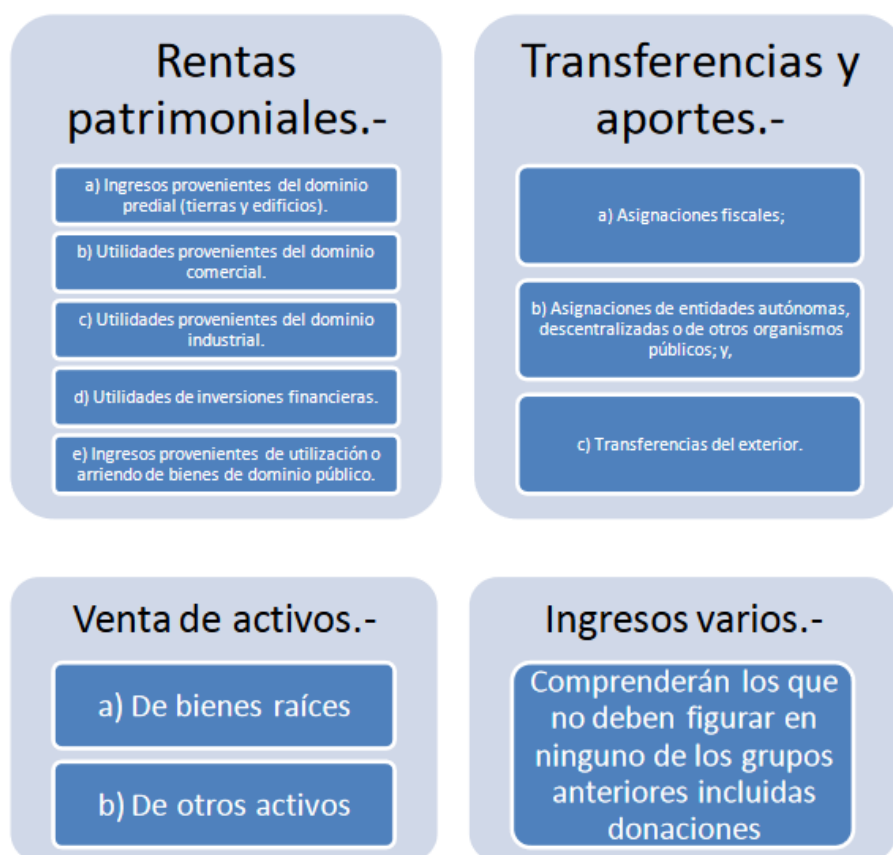 Rentas
patrimoniales.-
a) Ingresos provenientes del dominio
predial (tierras y edificios).
b) Utilidades provenientes del dominio
comercial.
c) Utilidades provenientes del dominio
industrial.
d) Utilidades de inversiones financieras.
e) Ingresos provenientes de utilización o
arriendo de bienes de dominio público.
Transferencias y
aportes.-
a) Asignaciones fiscales;
b) Asignaciones de entidades autónomas,
descentralizadas o de otros organismos
públicos; y,
c) Transferencias del exterior.
Venta de activos.-
a) De bienes raíces
b) De otros activos
Ingresos varios.-
Comprenderán los que
no deben figurar en
ninguno de los grupos
anteriores incluidas
donaciones